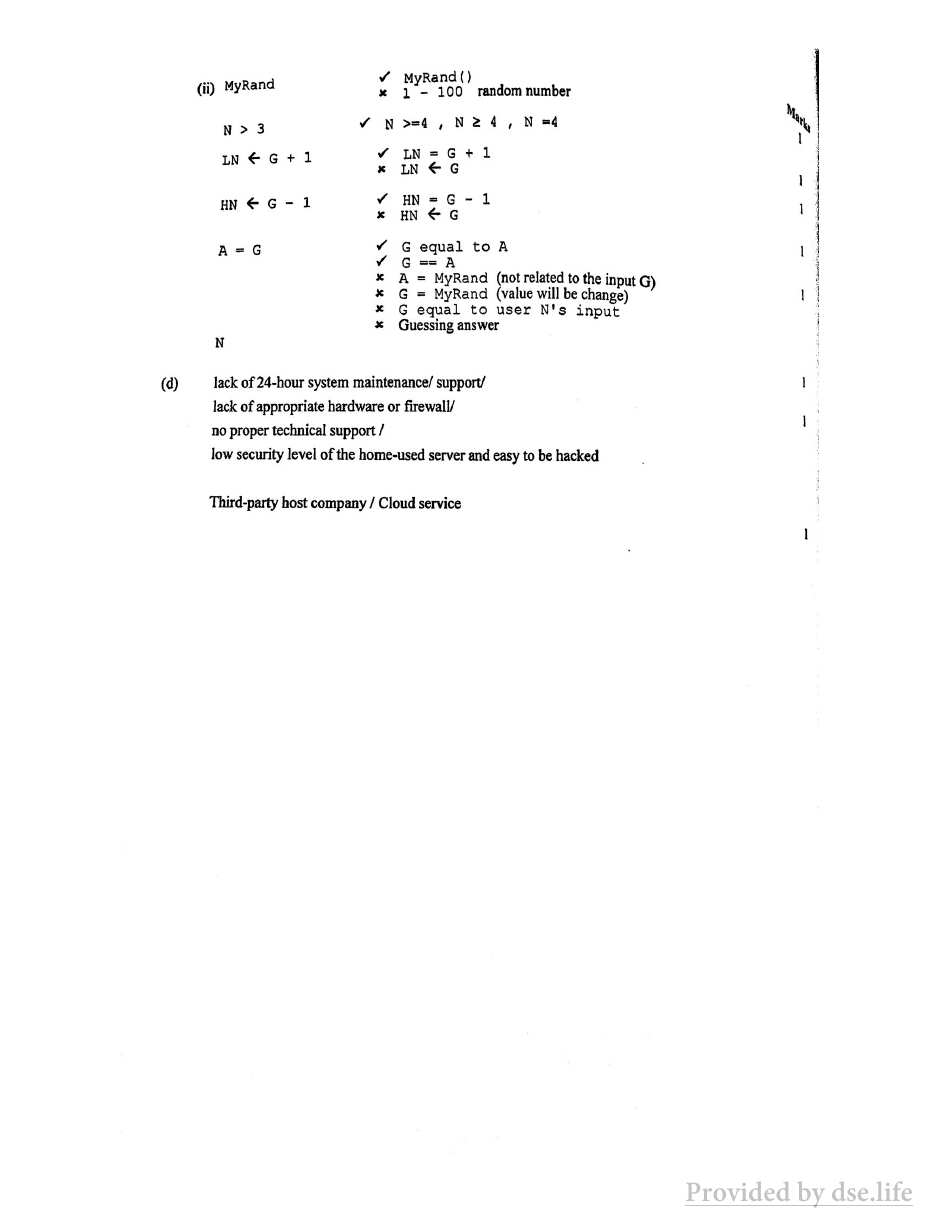 (ii) MyRand ✓ MyRand()
✗ 1 - 100 random number
Marks
N > 3 ✓ N >=4 , N ≥ 4 , N =4
1
LN ← G + 1 ✓ LN = G + 1
✗ LN ← G
1
HN ← G - 1 ✓ HN = G - 1
1
✗ HN ← G
A = G ✓ G equal to A
1
✓ G == A
✗ A = MyRand (not related to the input G)
✗ G = MyRand (value will be change)
1
✗ G equal to user N's input
✗ Guessing answer
N
(d) lack of 24-hour system maintenance/ support/
1
lack of appropriate hardware or firewall/
1
no proper technical support /
low security level of the home-used server and easy to be hacked
Third-party host company / Cloud service
1
Provided by dse.life